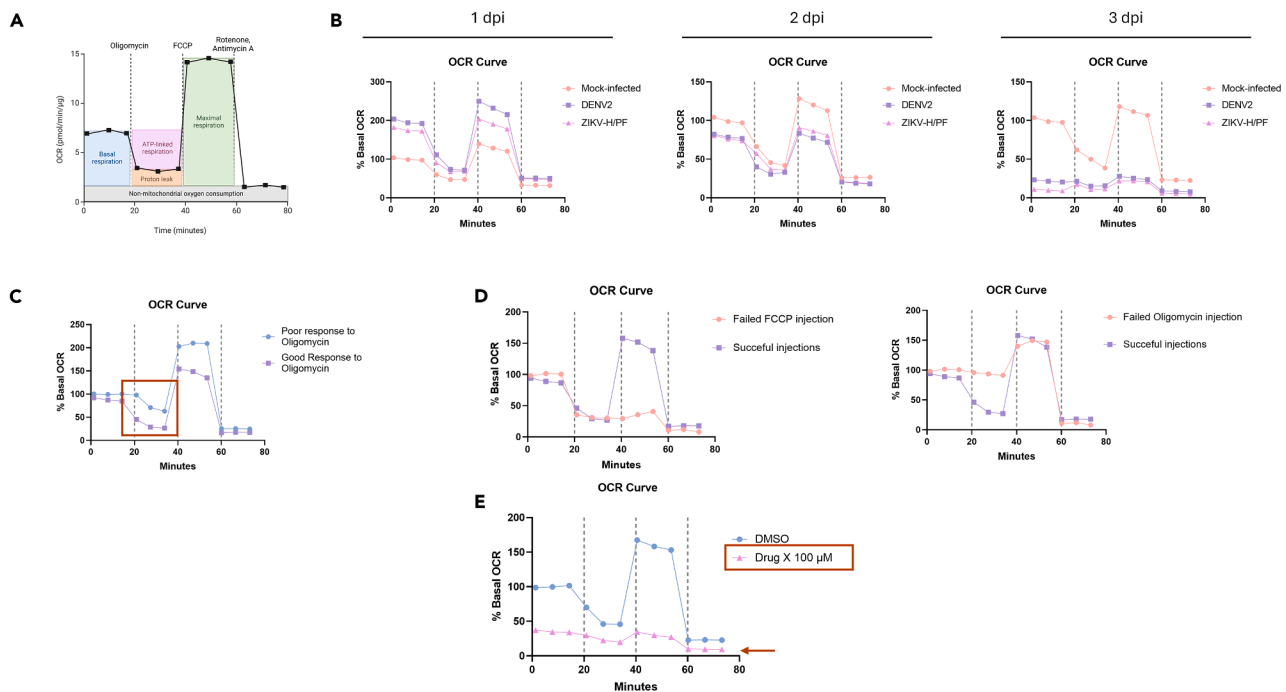 A
Oligomycin
FCCP
Rotenone,
Antimycin A
15
10
5
0
OCR (pmol/min/µg)
Basal
respiration
ATP-linked
respiration
Proton leak
Maximal
respiration
Non-mitochondrial oxygen consumption
0 20 40 60 80
Time (minutes)
B
1 dpi
OCR Curve
300
200
100
0
% Basal OCR
0 20 40 60 80
Minutes
Mock-infected
DENV2
ZIKV-H/PF
2 dpi
OCR Curve
150
100
50
0
% Basal OCR
0 20 40 60 80
Minutes
Mock-infected
DENV2
ZIKV-H/PF
3 dpi
OCR Curve
150
100
50
0
% Basal OCR
0 20 40 60 80
Minutes
Mock-infected
DENV2
ZIKV-H/PF
C
OCR Curve
250
200
150
100
50
0
% Basal OCR
0 20 40 60 80
Minutes
Poor response to
Oligomycin
Good Response to
Oligomycin
D
OCR Curve
200
150
100
50
0
% Basal OCR
0 20 40 60 80
Minutes
Failed FCCP injection
Succeful injections
OCR Curve
200
150
100
50
0
% Basal OCR
0 20 40 60 80
Minutes
Failed Oligomycin injection
Succeful injections
E
OCR Curve
200
150
100
50
0
% Basal OCR
0 20 40 60 80
Minutes
DMSO
Drug X 100 µM